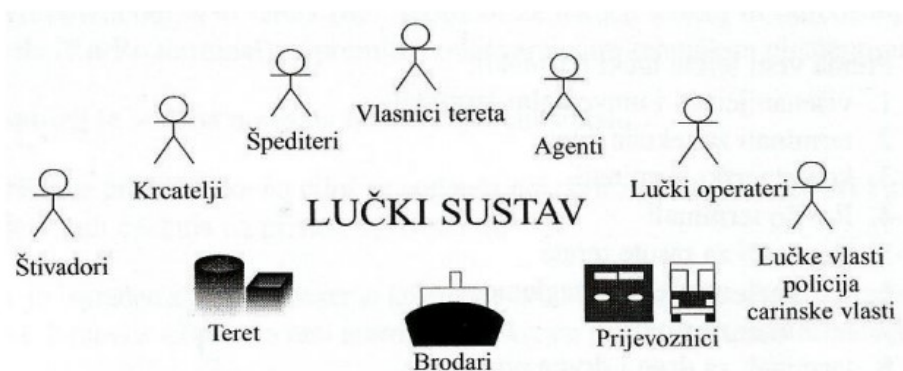 Vlasnici tereta
Špediteri
Agenti
Krcatelji
Lučki operateri
LUČKI SUSTAV
Štivadori
Lučke vlasti
policija
carinske vlasti
Teret
Brodari
Prijevoznici